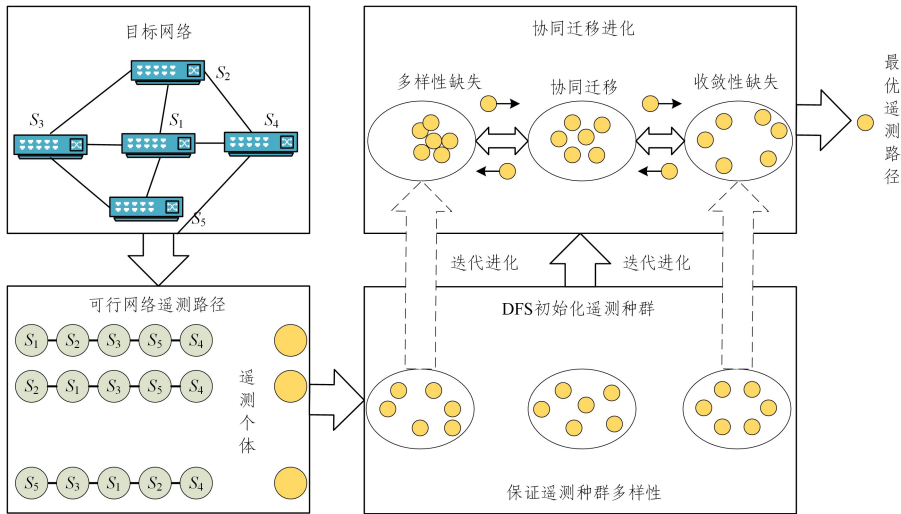 目标网络
S2
S3
S1
S4
S5
可行网络遥测路径
S1 S2 S3 S5 S4
S2 S1 S3 S5 S4
S5 S3 S1 S2 S4
遥测个体
协同迁移进化
多样性缺失
协同迁移
收敛性缺失
迭代进化
迭代进化
DFS初始化遥测种群
保证遥测种群多样性
最优遥测路径